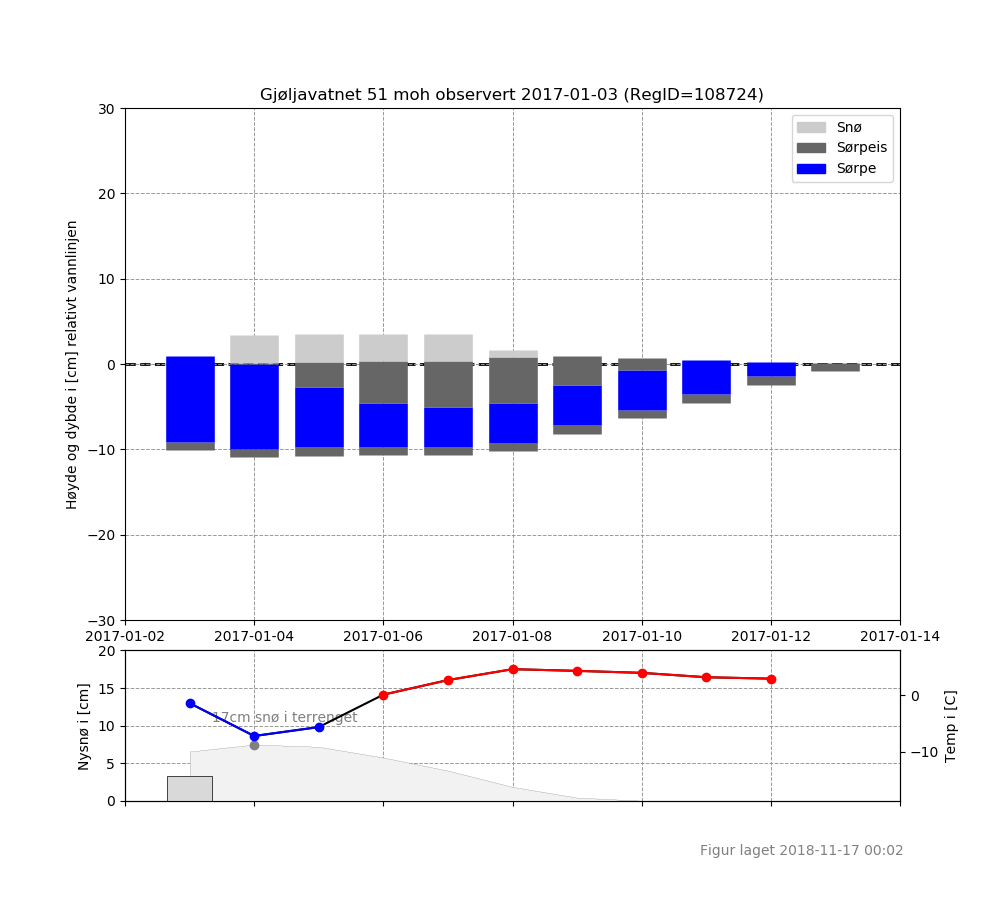 Gjøljavatnet 51 moh observert 2017-01-03 (RegID=108724)
Snø
Sørpeis
Sørpe
Høyde og dybde i [cm] relativt vannlinjen
30
20
10
0
−10
−20
−30
2017-01-02 2017-01-04 2017-01-06 2017-01-08 2017-01-10 2017-01-12 2017-01-14
Nysnø i [cm]
20
15
10
5
0
17cm snø i terrenget
0
−10
Temp i [C]
Figur laget 2018-11-17 00:02